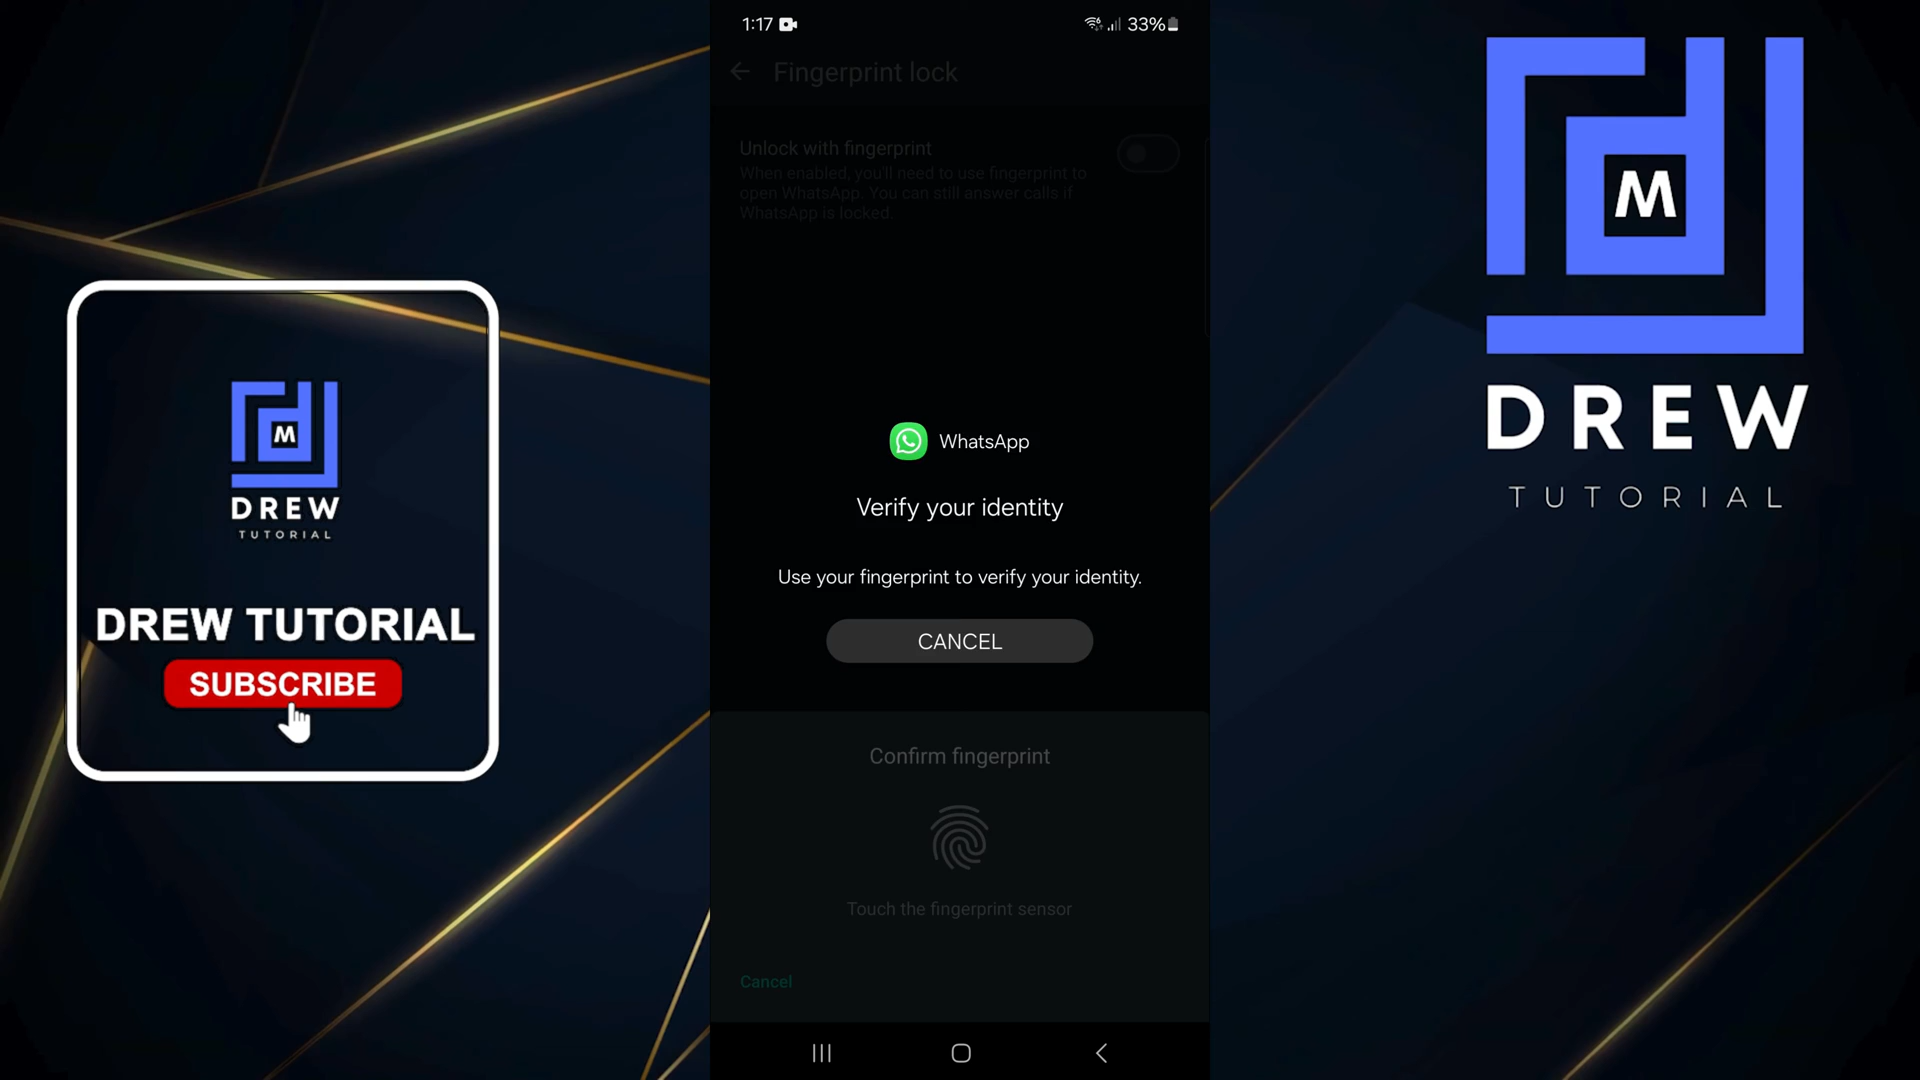 1:17
33%
Fingerprint lock
Unlock with fingerprint
When enabled, you'll need to use fingerprint to
open WhatsApp. You can still answer calls if
WhatsApp is locked.
WhatsApp
Verify your identity
Use your fingerprint to verify your identity.
CANCEL
Confirm fingerprint
Touch the fingerprint sensor
Cancel
M
DREW
TUTORIAL
DREW TUTORIAL
SUBSCRIBE
M
DREW
TUTORIAL